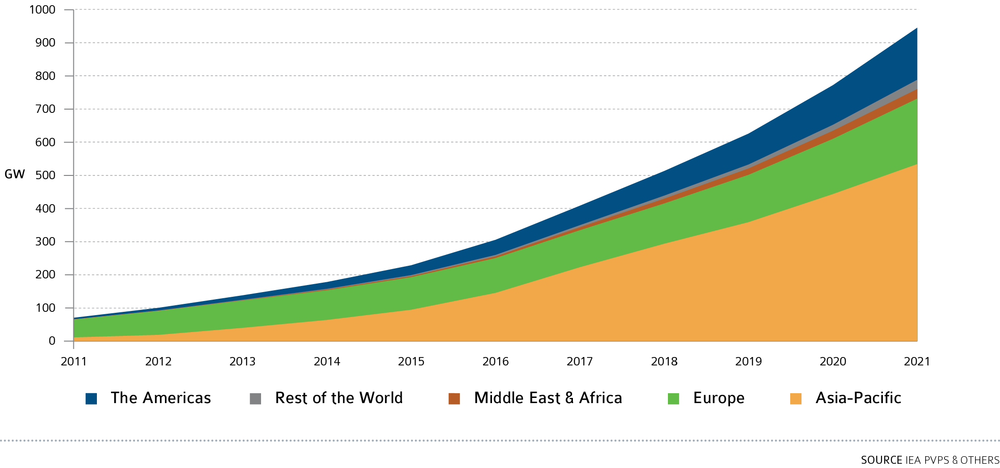 1000
900
800
700
600
GW 500
400
300
200
100
0
2011 2012 2013 2014 2015 2016 2017 2018 2019 2020 2021
The Americas Rest of the World Middle East & Africa Europe Asia-Pacific
SOURCE IEA PVPS & OTHERS